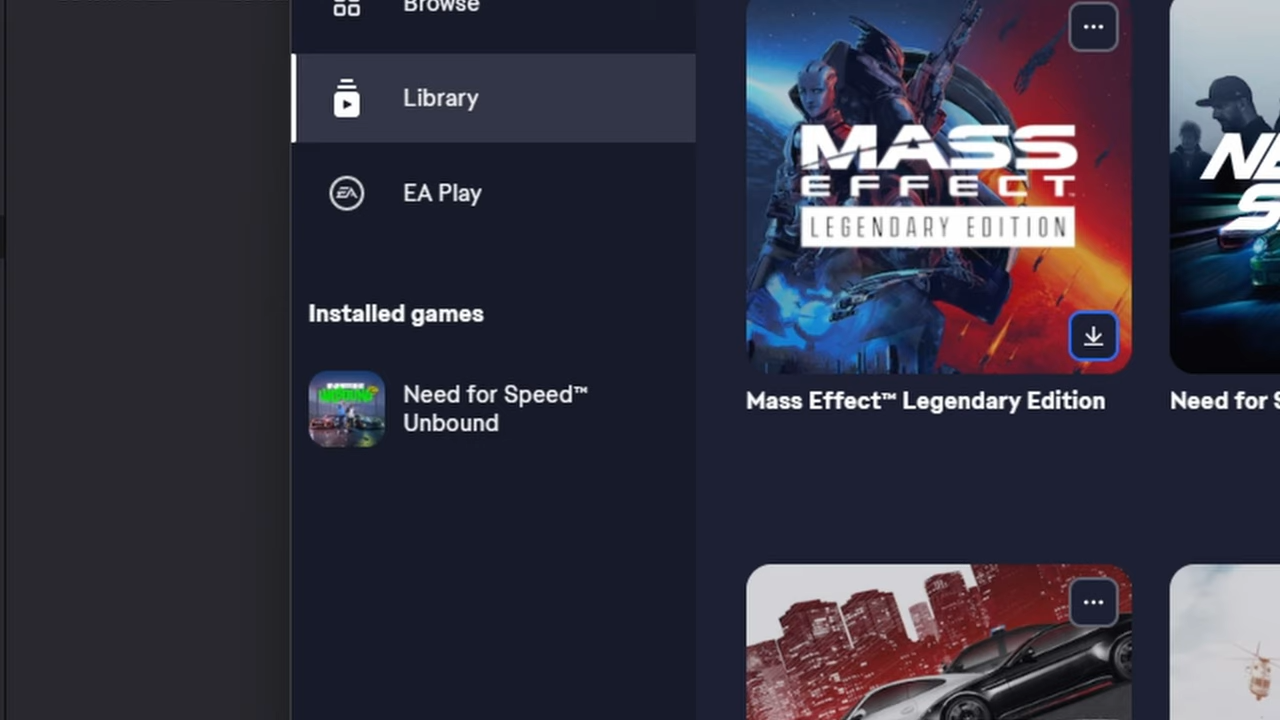 Browse
Library
EA Play
Installed games
Need for Speed™
Unbound
MASS
EFFECT™
LEGENDARY EDITION
Mass Effect™ Legendary Edition
Need for